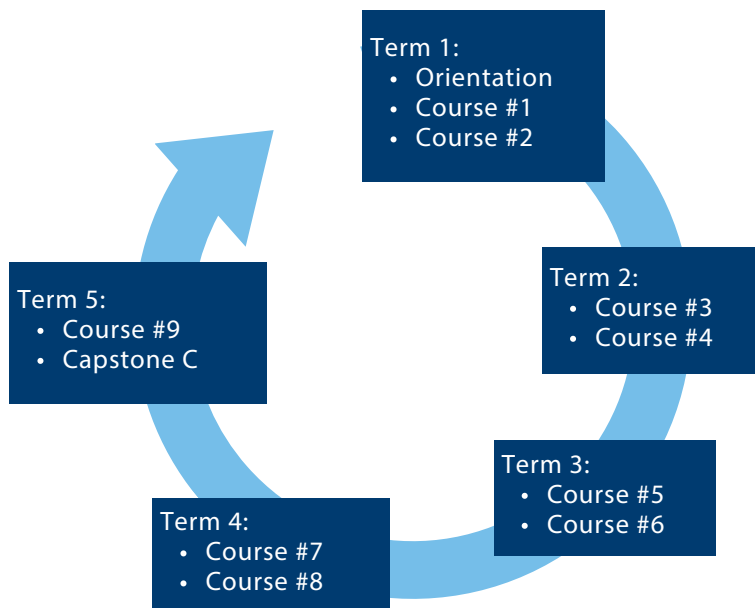 Term 1:
• Orientation
• Course #1
• Course #2
Term 2:
• Course #3
• Course #4
Term 3:
• Course #5
• Course #6
Term 4:
• Course #7
• Course #8
Term 5:
• Course #9
• Capstone C